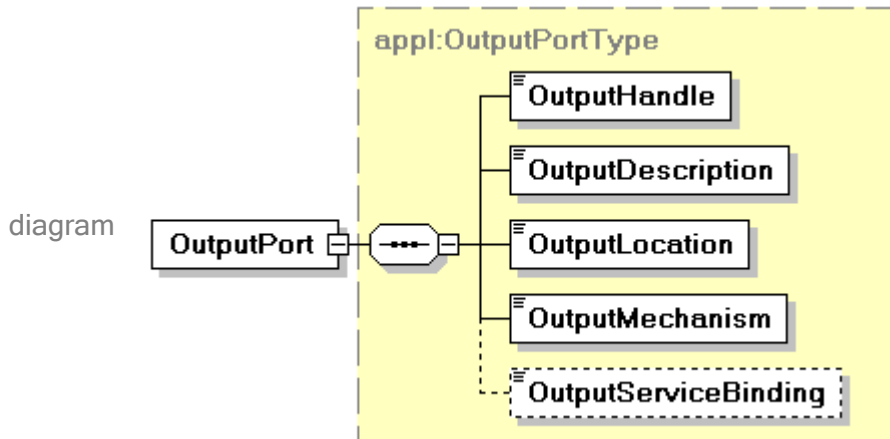 appl:OutputPortType
OutputHandle
OutputDescription
diagram
OutputPort
OutputLocation
OutputMechanism
OutputServiceBinding